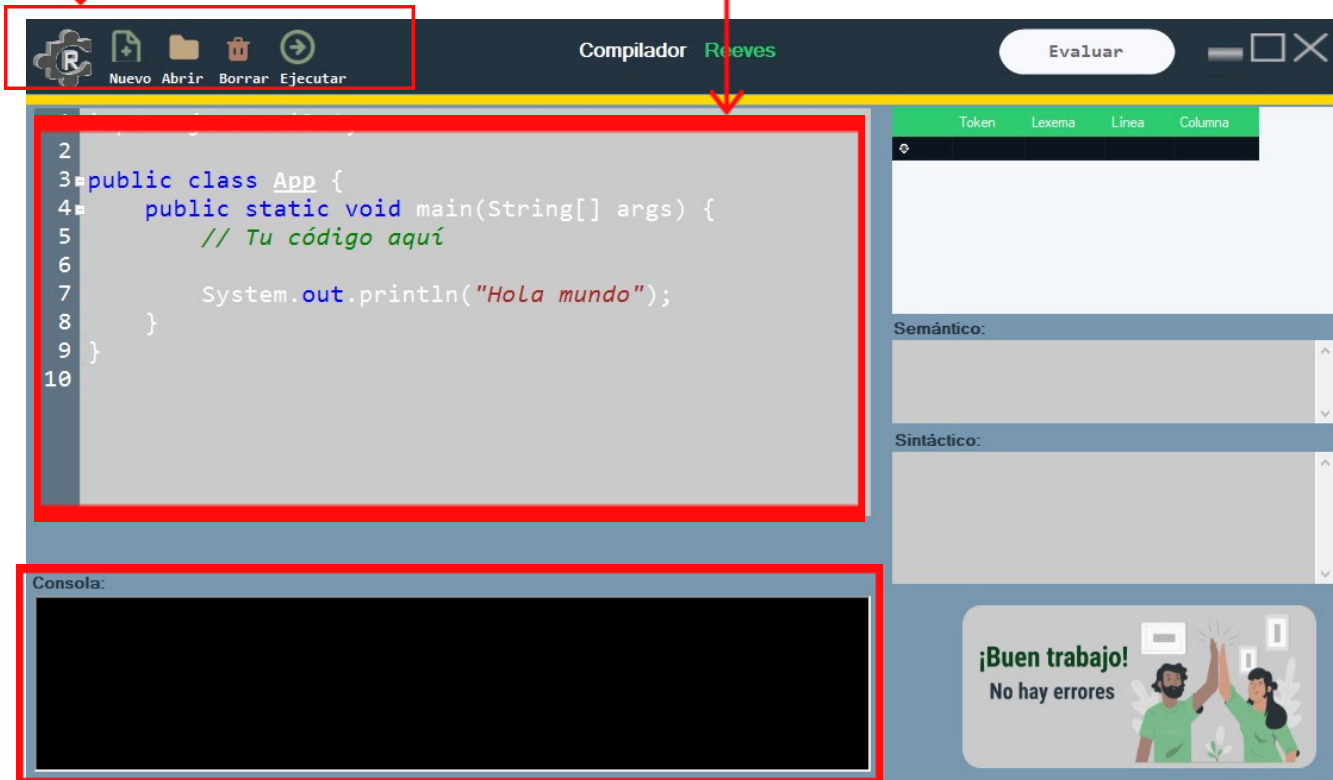 R
Nuevo Abrir Borrar Ejecutar
Compilador Reeves
Evaluar
2
3 public class App {
4 public static void main(String[] args) {
5 // Tu código aquí
6
7 System.out.println("Hola mundo");
8 }
9 }
10
Token Lexema Línea Columna
Semántico:
Sintáctico:
Consola:
¡Buen trabajo!
No hay errores